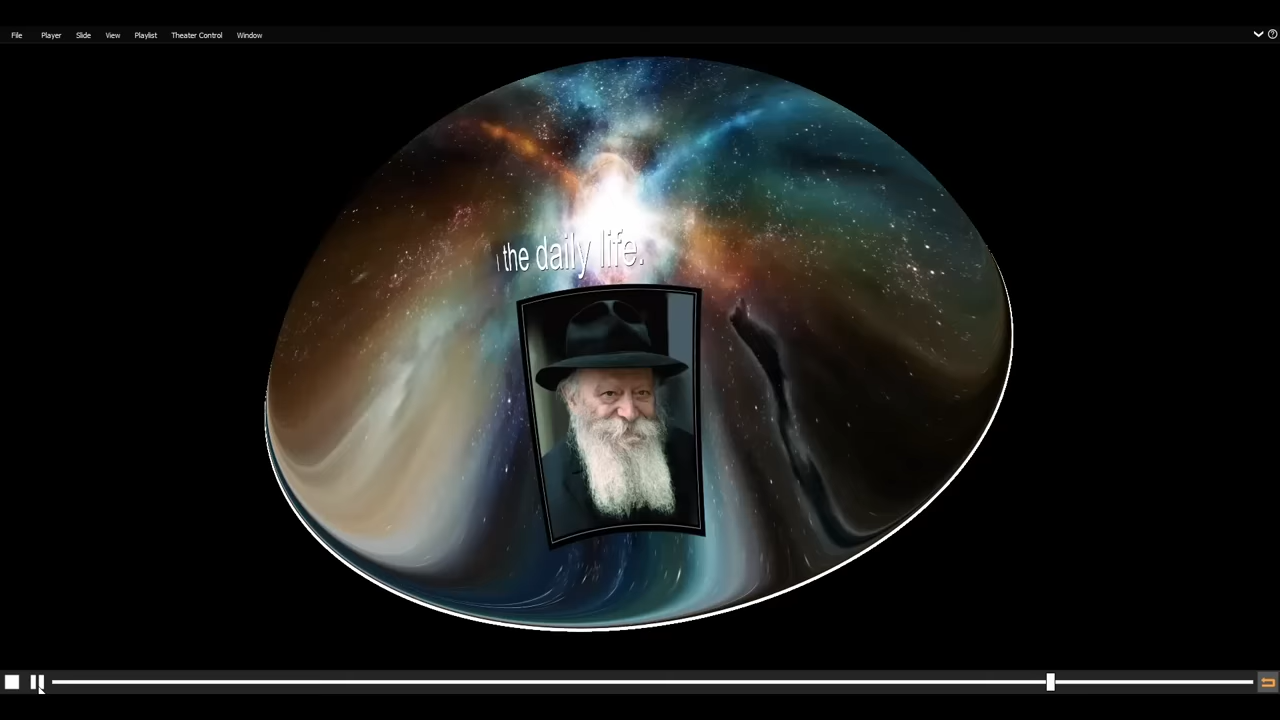 File Player Slide View Playlist Theater Control Window
the daily life.